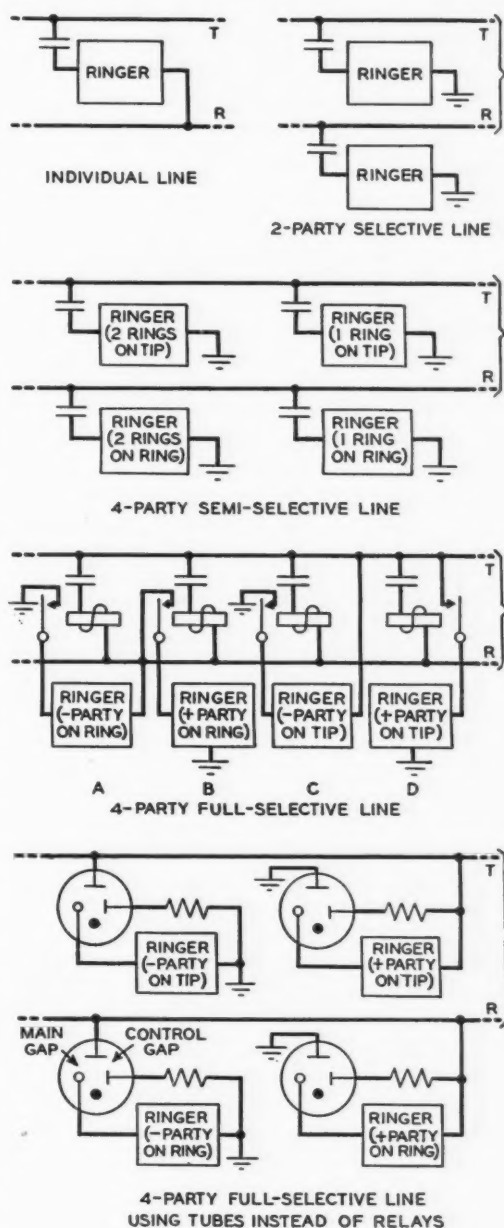 T
RINGER
R
INDIVIDUAL LINE
T
RINGER
R
RINGER
2-PARTY SELECTIVE LINE
T
RINGER
(2 RINGS
ON TIP)
RINGER
(1 RING
ON TIP)
R
RINGER
(2 RINGS
ON RING)
RINGER
(1 RING
ON RING)
4-PARTY SEMI-SELECTIVE LINE
T
R
RINGER
(-PARTY
ON RING)
RINGER
(+PARTY
ON RING)
RINGER
(-PARTY
ON TIP)
RINGER
(+PARTY
ON TIP)
A B C D
4-PARTY FULL-SELECTIVE LINE
T
RINGER
(-PARTY
ON TIP)
RINGER
(+PARTY
ON TIP)
R
MAIN
GAP
CONTROL
GAP
RINGER
(-PARTY
ON RING)
RINGER
(+PARTY
ON RING)
4-PARTY FULL-SELECTIVE LINE
USING TUBES INSTEAD OF RELAYS